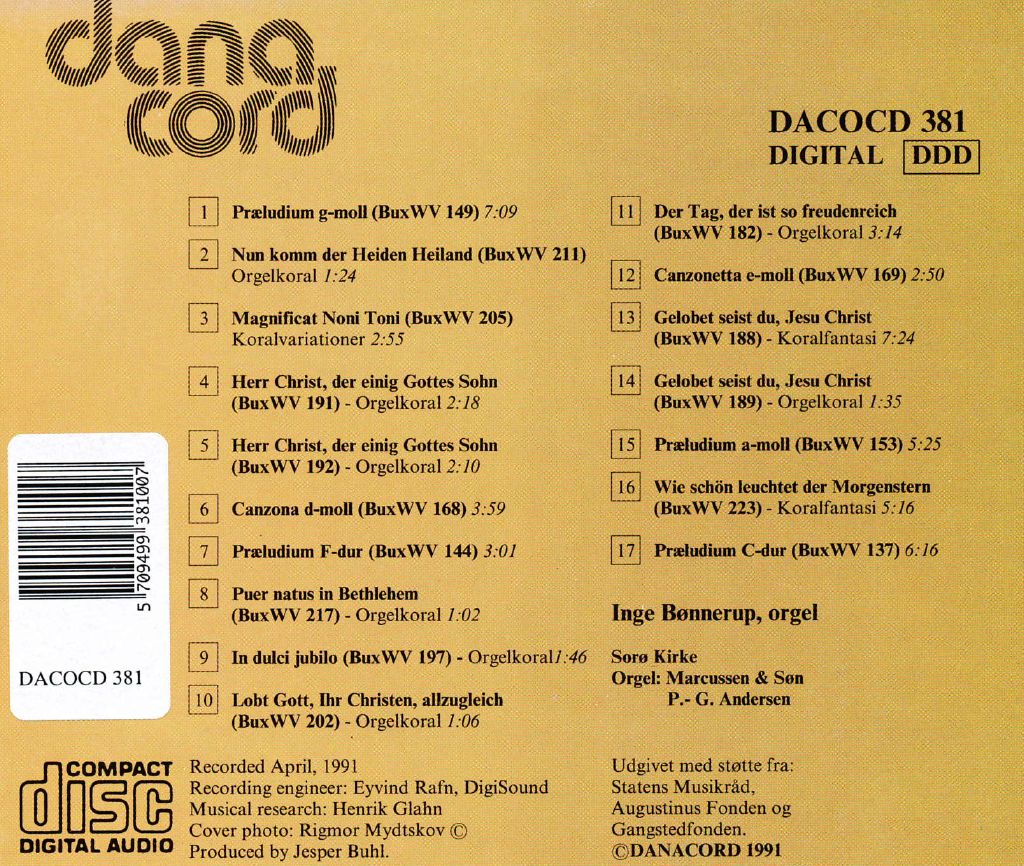 dana
cord
DACOCD 381
DIGITAL DDD
1 Præludium g-moll (BuxWV 149) 7:09
2 Nun komm der Heiden Heiland (BuxWV 211)
Orgelkoral 1:24
3 Magnificat Noni Toni (BuxWV 205)
Koralvariationer 2:55
4 Herr Christ, der einig Gottes Sohn
(BuxWV 191) - Orgelkoral 2:18
5 Herr Christ, der einig Gottes Sohn
(BuxWV 192) - Orgelkoral 2:10
6 Canzona d-moll (BuxWV 168) 3:59
7 Præludium F-dur (BuxWV 144) 3:01
8 Puer natus in Bethlehem
(BuxWV 217) - Orgelkoral 1:02
9 In dulci jubilo (BuxWV 197) - Orgelkoral 1:46
10 Lobt Gott, Ihr Christen, allzugleich
(BuxWV 202) - Orgelkoral 1:06
11 Der Tag, der ist so freudenreich
(BuxWV 182) - Orgelkoral 3:14
12 Canzonetta e-moll (BuxWV 169) 2:50
13 Gelobet seist du, Jesu Christ
(BuxWV 188) - Koralfantasi 7:24
14 Gelobet seist du, Jesu Christ
(BuxWV 189) - Orgelkoral 1:35
15 Præludium a-moll (BuxWV 153) 5:25
16 Wie schön leuchtet der Morgenstern
(BuxWV 223) - Koralfantasi 5:16
17 Præludium C-dur (BuxWV 137) 6:16
Inge Bønnerup, orgel
Sorø Kirke
Orgel: Marcussen & Søn
P.- G. Andersen
5 709499 381007
DACOCD 381
COMPACT
disc
DIGITAL AUDIO
Recorded April, 1991
Recording engineer: Eyvind Rafn, DigiSound
Musical research: Henrik Glahn
Cover photo: Rigmor Mydtskov ©
Produced by Jesper Buhl.
Udgivet med støtte fra:
Statens Musikråd,
Augustinus Fonden og
Gangstedfonden.
©DANACORD 1991